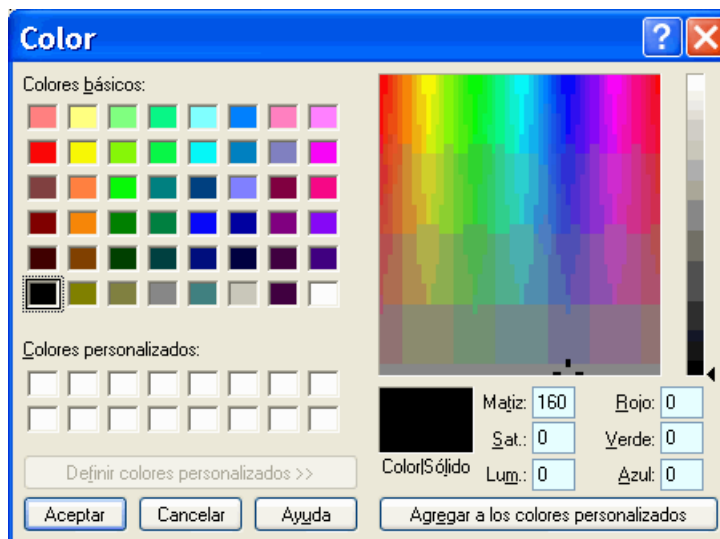 Color
Colores básicos:
Colores personalizados:
Definir colores personalizados >>
Aceptar Cancelar Ayuda
Color|Sólido
Matiz: 160 Rojo: 0
Sat.: 0 Verde: 0
Lum.: 0 Azul: 0
Agregar a los colores personalizados